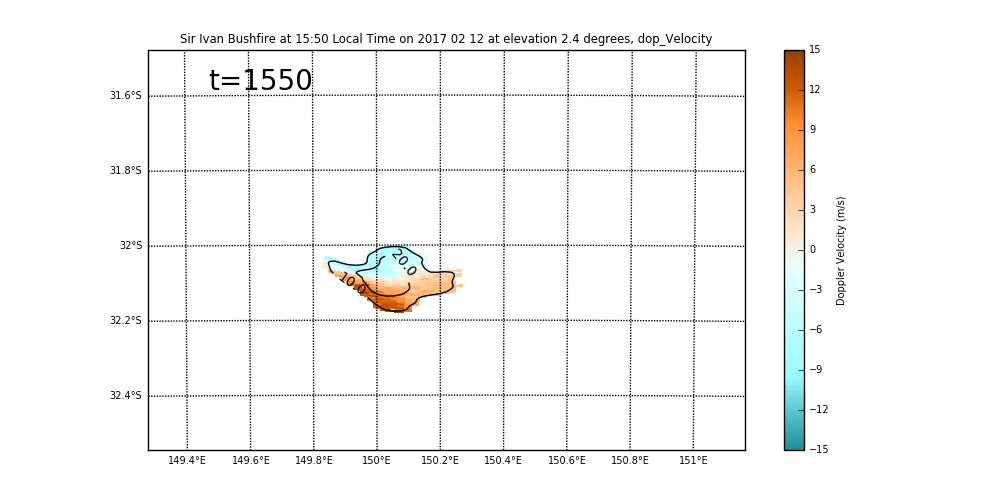 Sir Ivan Bushfire at 15:50 Local Time on 2017 02 12 at elevation 2.4 degrees, dop_Velocity
t=1550
31.6°S
31.8°S
32°S
32.2°S
32.4°S
20.0
10.0
149.4°E 149.6°E 149.8°E 150°E 150.2°E 150.4°E 150.6°E 150.8°E 151°E
15
12
9
6
3
0
−3
−6
−9
−12
−15
Doppler Velocity (m/s)